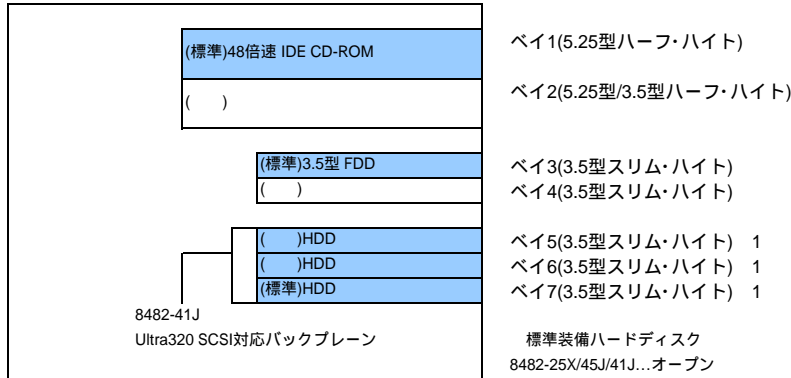 (標準)48倍速 IDE CD-ROM
ベイ1(5.25型ハーフ・ハイト)
(　　)
ベイ2(5.25型/3.5型ハーフ・ハイト)
(標準)3.5型 FDD
ベイ3(3.5型スリム・ハイト)
(　　)
ベイ4(3.5型スリム・ハイト)
(　　)HDD
ベイ5(3.5型スリム・ハイト)　1
(　　)HDD
ベイ6(3.5型スリム・ハイト)　1
(標準)HDD
ベイ7(3.5型スリム・ハイト)　1
8482-41J
Ultra320 SCSI対応バックプレーン
標準装備ハードディスク
8482-25X/45J/41J…オープン